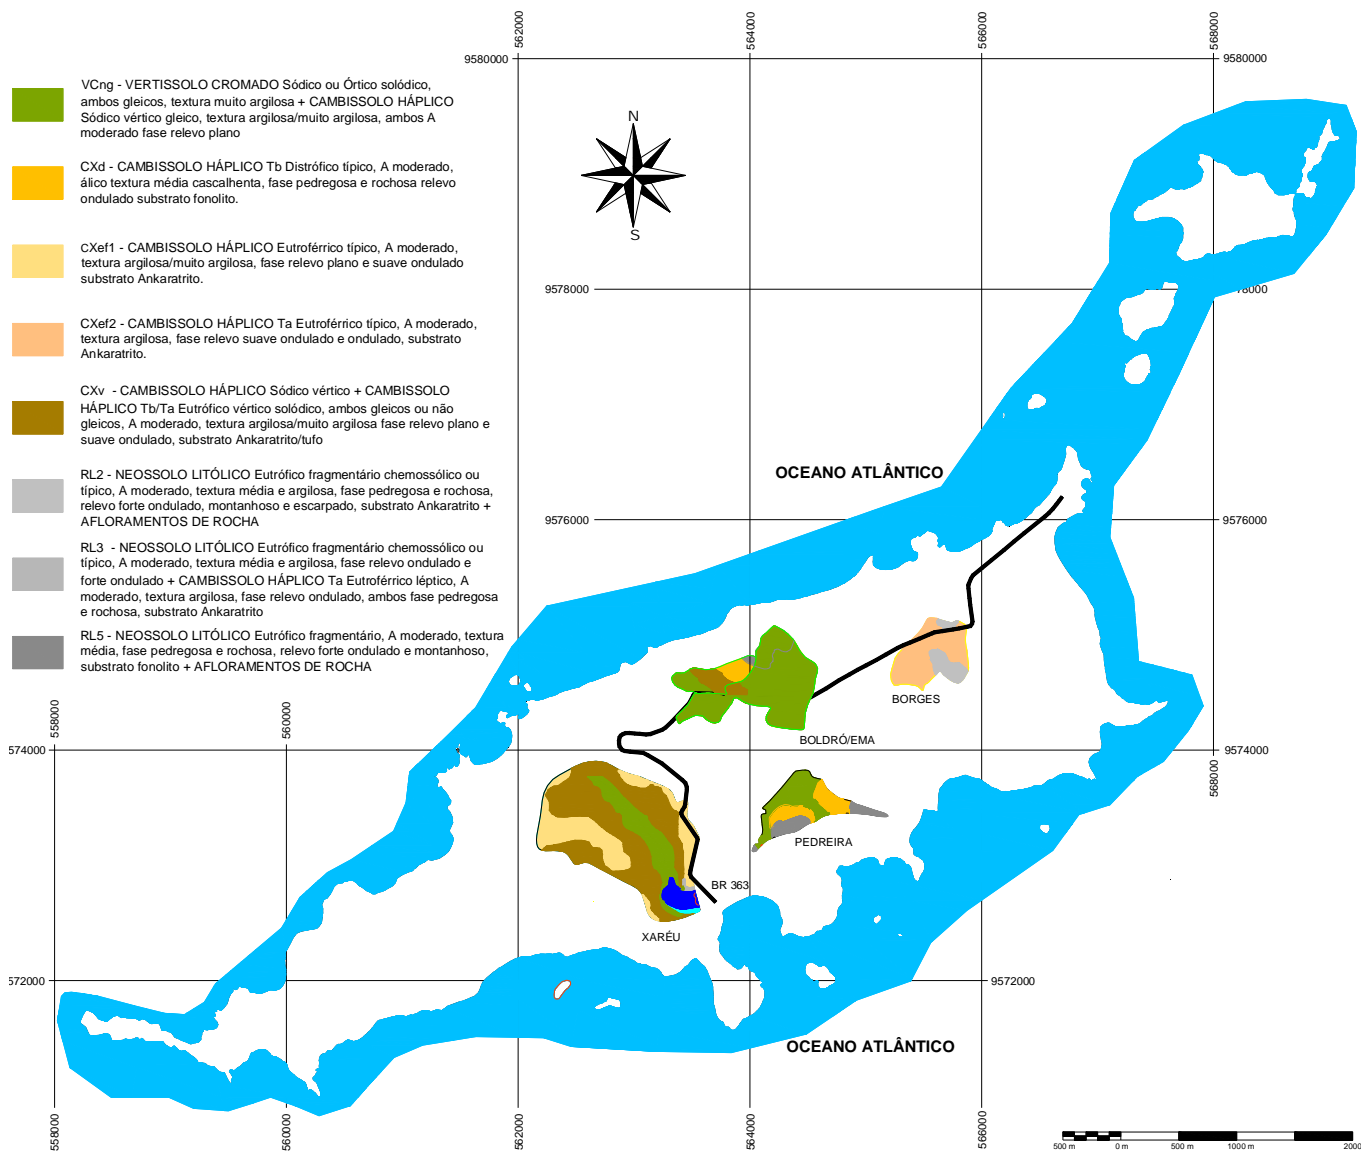 562000
564000
566000
568000
9580000
9580000
VCng - VERTISSOLO CROMADO Sódico ou Órtico solódico,
ambos gleicos, textura muito argilosa + CAMBISSOLO HÁPLICO
Sódico vértico gleico, textura argilosa/muito argilosa, ambos A
moderado fase relevo plano
CXd - CAMBISSOLO HÁPLICO Tb Distrófico típico, A moderado,
álico textura média cascalhenta, fase pedregosa e rochosa relevo
ondulado substrato fonolito.
CXef1 - CAMBISSOLO HÁPLICO Eutroférrico típico, A moderado,
textura argilosa/muito argilosa, fase relevo plano e suave ondulado
substrato Ankaratrito.
CXef2 - CAMBISSOLO HÁPLICO Ta Eutroférrico típico, A moderado,
textura argilosa, fase relevo suave ondulado e ondulado, substrato
Ankaratrito.
CXv - CAMBISSOLO HÁPLICO Sódico vértico + CAMBISSOLO
HÁPLICO Tb/Ta Eutrófico vértico solódico, ambos gleicos ou não
gleicos, A moderado, textura argilosa/muito argilosa fase relevo plano e
suave ondulado, substrato Ankaratrito/tufo
RL2 - NEOSSOLO LITÓLICO Eutrófico fragmentário chemossólico ou
típico, A moderado, textura média e argilosa, fase pedregosa e rochosa,
relevo forte ondulado, montanhoso e escarpado, substrato Ankaratrito +
AFLORAMENTOS DE ROCHA
RL3 - NEOSSOLO LITÓLICO Eutrófico fragmentário chemossólico ou
típico, A moderado, textura média e argilosa, fase relevo ondulado e
forte ondulado + CAMBISSOLO HÁPLICO Ta Eutroférrico léptico, A
moderado, textura argilosa, fase relevo ondulado, ambos fase pedregosa
e rochosa, substrato Ankaratrito
RL5 - NEOSSOLO LITÓLICO Eutrófico fragmentário, A moderado, textura
média, fase pedregosa e rochosa, relevo forte ondulado e montanhoso,
substrato fonolito + AFLORAMENTOS DE ROCHA
N
S
9578000
78000
OCEANO ATLÂNTICO
9576000
9576000
BORGES
BOLDRÓ/EMA
558000
560000
574000
9574000
568000
PEDREIRA
BR 363
XARÉU
572000
9572000
OCEANO ATLÂNTICO
558000
560000
562000
564000
566000
500 m
0 m
500 m
1000 m
2000